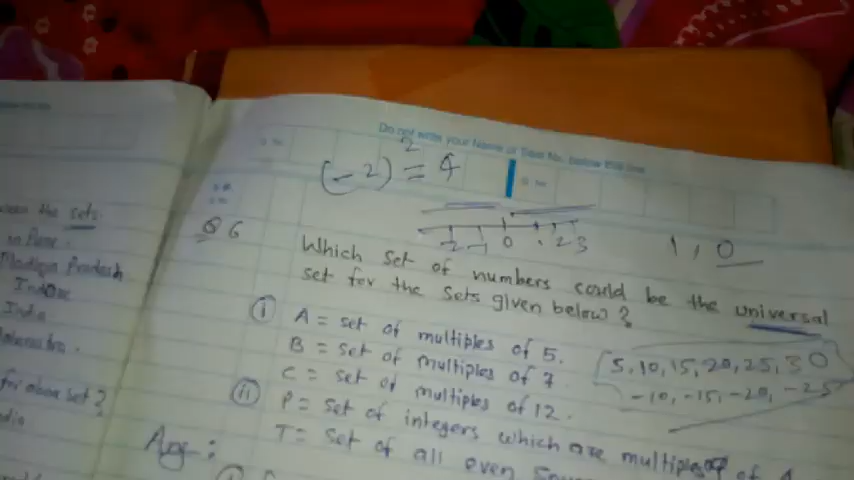 Do not write your Name or
below this line
(-2)² = 4
-2 -1 0 1 2 3
1, 0
Q 6
Which set of numbers could be the universal
set for the sets given below?
(i) A = set of multiples of 5.
B = set of multiples of 7
C = set of multiples of 12.
(ii) P = set of integers which are multiples of 4
T = set of all even
5, 10, 15, 20, 25, 30
-10, -15, -20, -25
Ans:
the sets
Pradesh
Indore
India
above set?